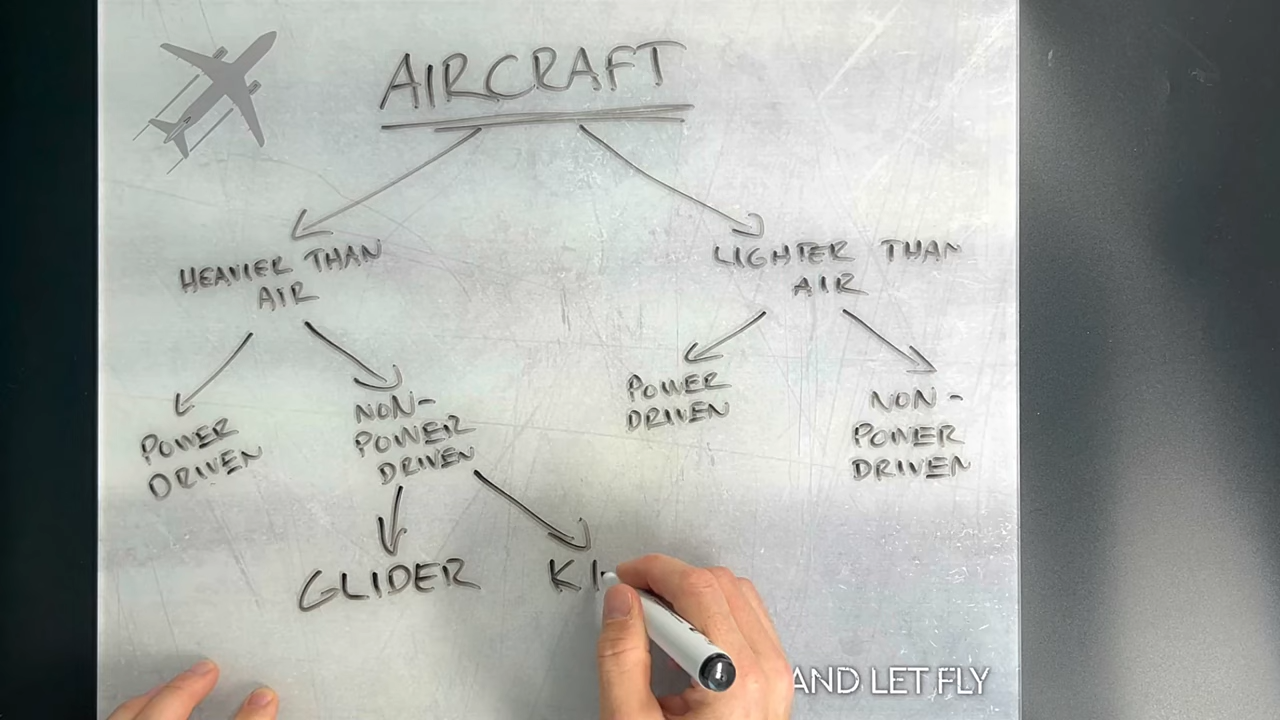 AIRCRAFT
HEAVIER THAN
AIR
LIGHTER THAN
AIR
POWER
DRIVEN
NON-
POWER
DRIVEN
POWER
DRIVEN
NON-
POWER
DRIVEN
GLIDER
KI
AND LET FLY